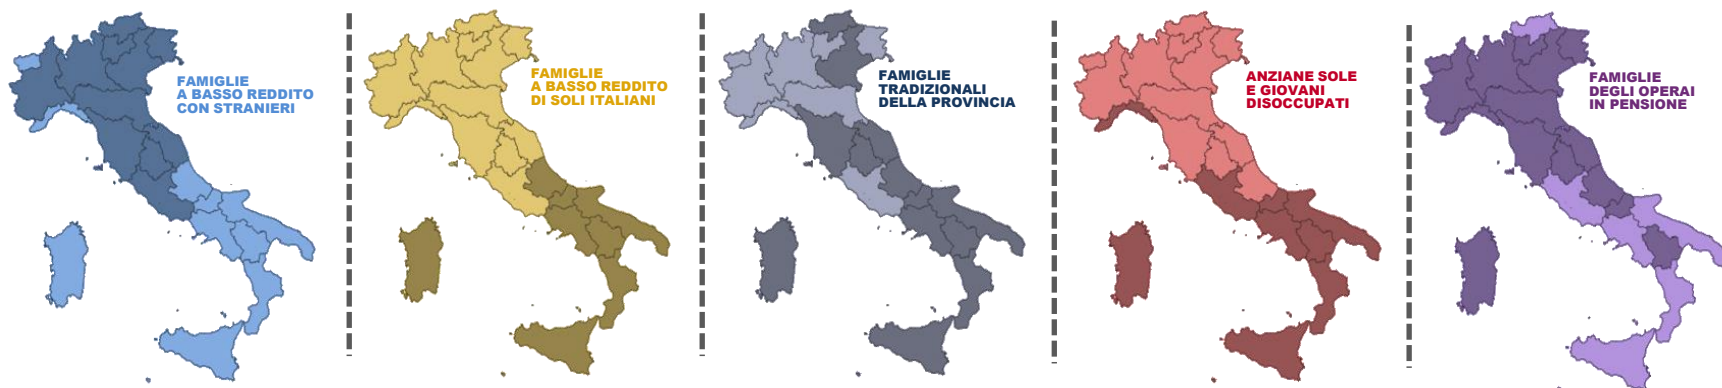 FAMIGLIE
A BASSO REDDITO
CON STRANIERI
FAMIGLIE
A BASSO REDDITO
DI SOLI ITALIANI
FAMIGLIE
TRADIZIONALI
DELLA PROVINCIA
ANZIANE SOLE
E GIOVANI
DISOCCUPATI
FAMIGLIE
DEGLI OPERAI
IN PENSIONE